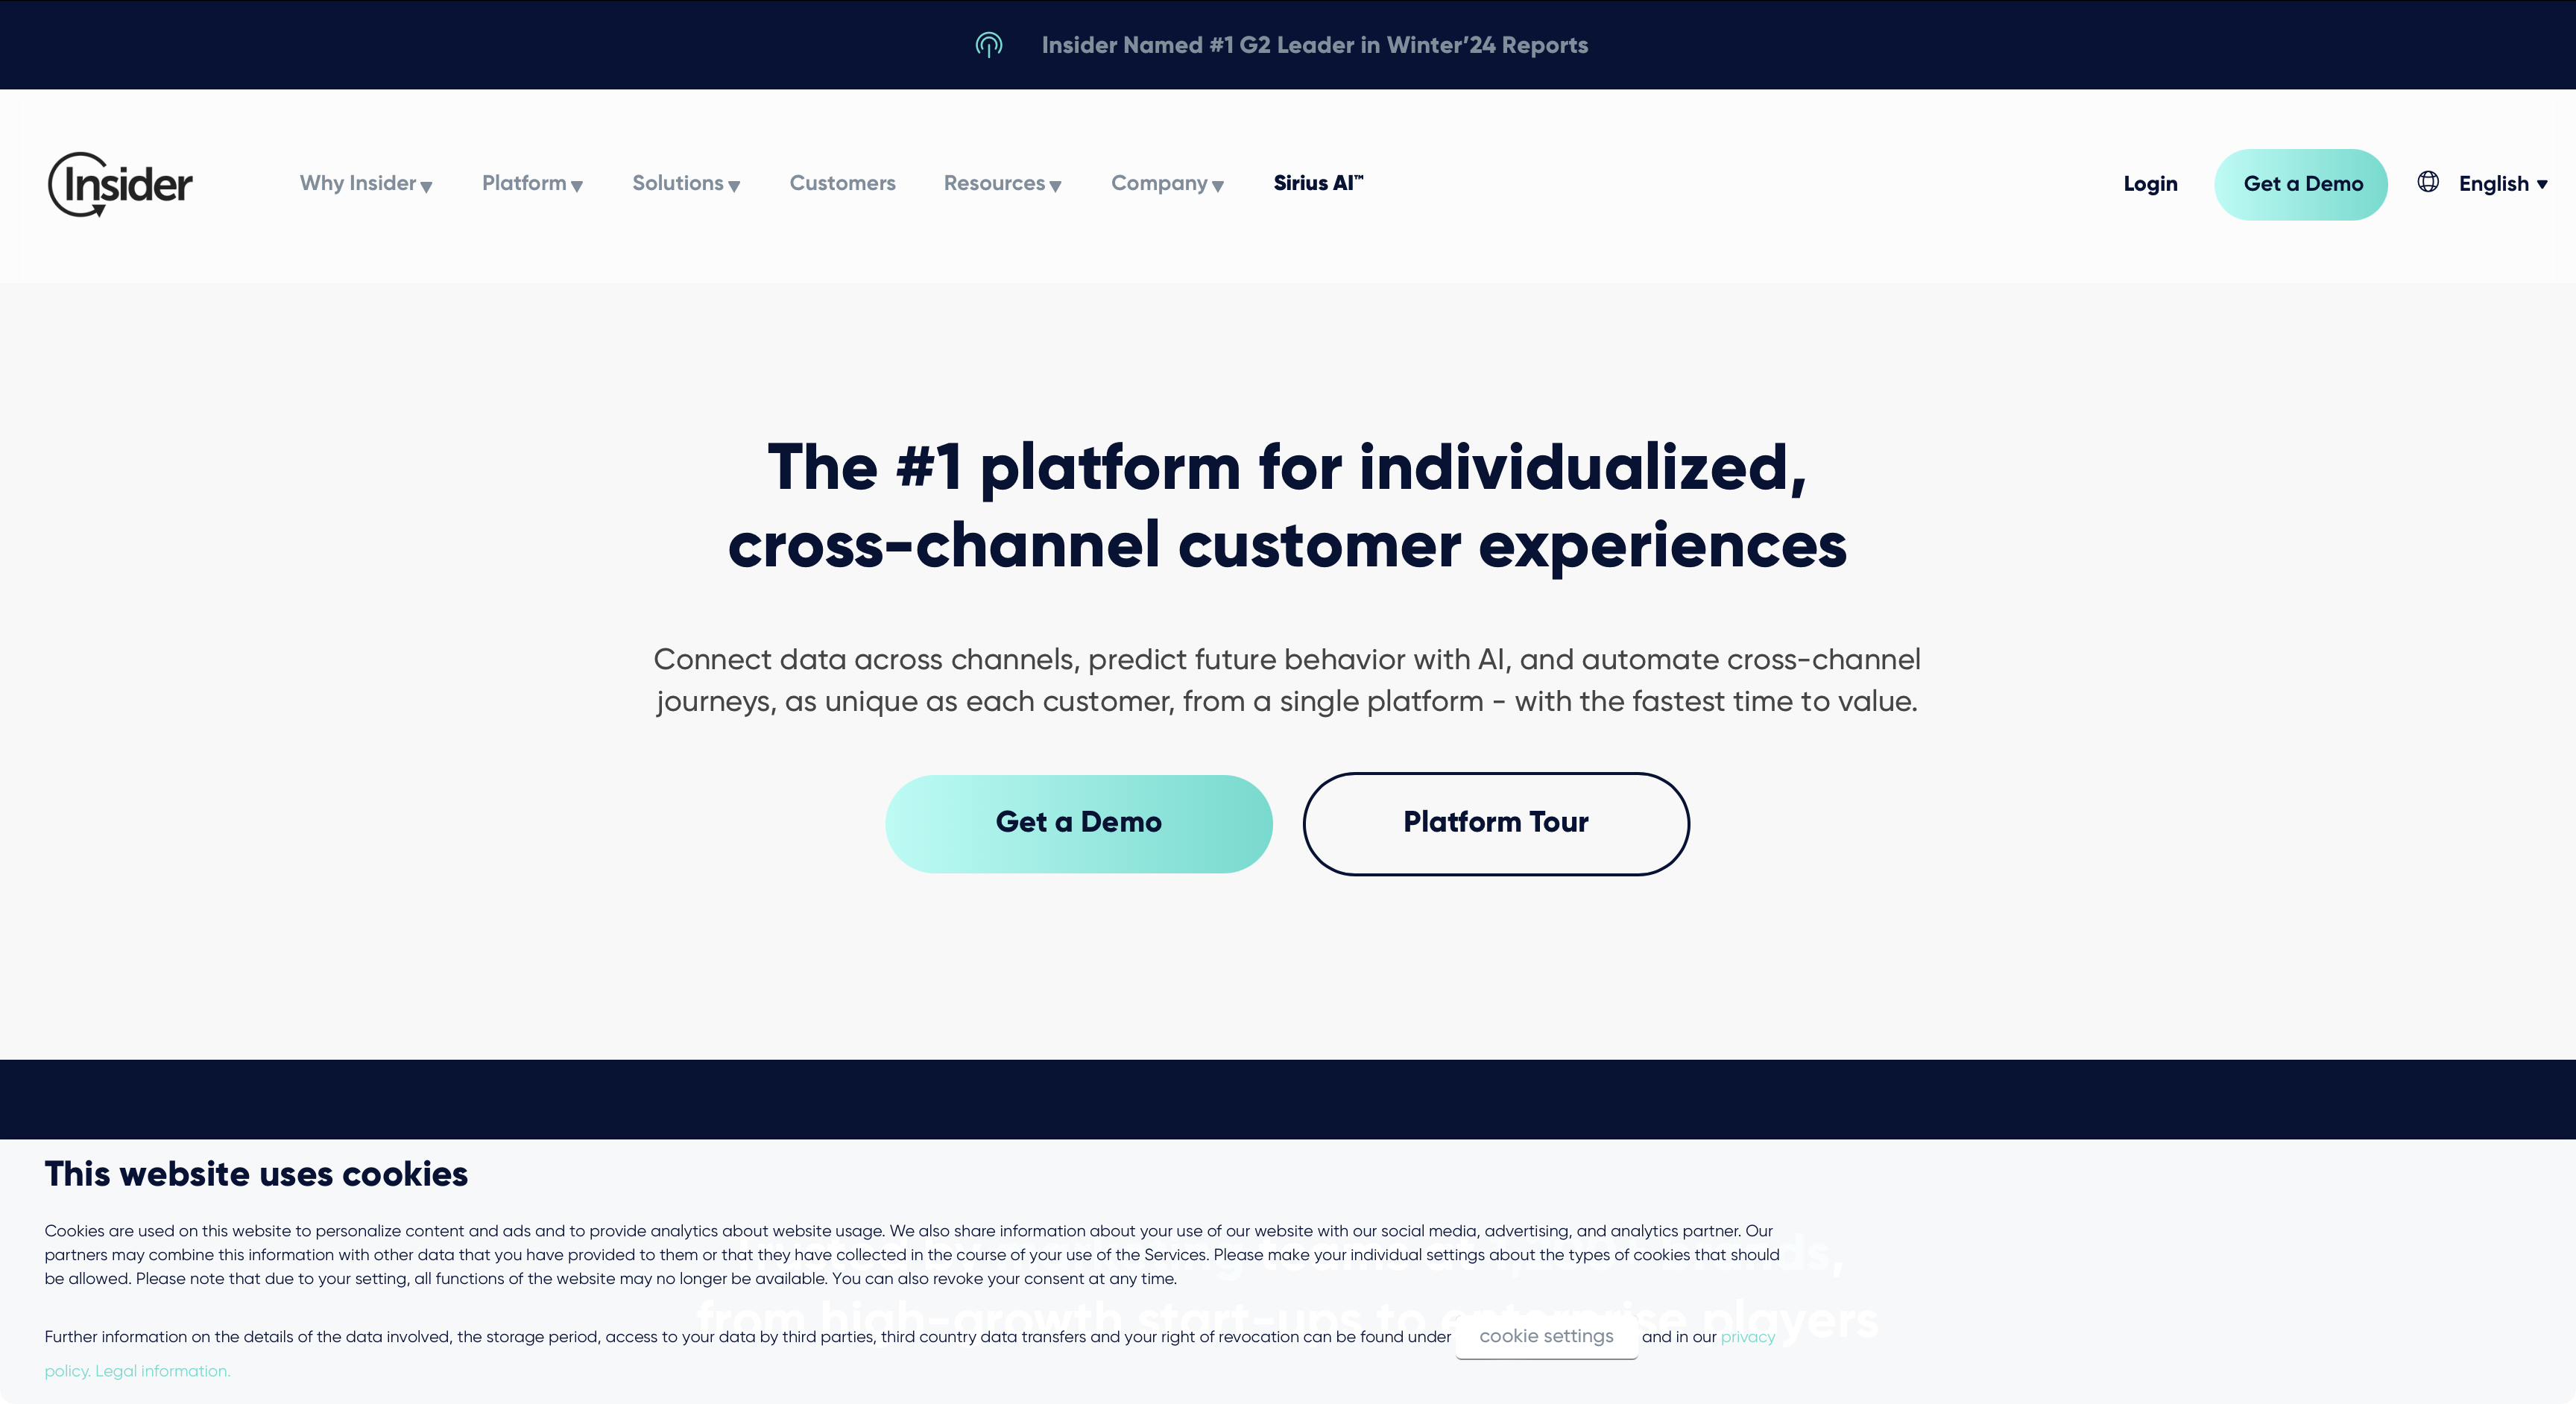 Insider Named #1 G2 Leader in Winter’24 Reports
Insider
Why Insider
Platform
Solutions
Customers
Resources
Company
Sirius AI™
Login
Get a Demo
English
The #1 platform for individualized,
cross-channel customer experiences
Connect data across channels, predict future behavior with AI, and automate cross-channel
journeys, as unique as each customer, from a single platform - with the fastest time to value.
Get a Demo
Platform Tour
This website uses cookies
Cookies are used on this website to personalize content and ads and to provide analytics about website usage. We also share information about your use of our website with our social media, advertising, and analytics partner. Our
partners may combine this information with other data that you have provided to them or that they have collected in the course of your use of the Services. Please make your individual settings about the types of cookies that should
be allowed. Please note that due to your setting, all functions of the website may no longer be available. You can also revoke your consent at any time.
from high-growth start-ups to enterprise players
Further information on the details of the data involved, the storage period, access to your data by third parties, third country data transfers and your right of revocation can be found under cookie settings and in our privacy
policy. Legal information.